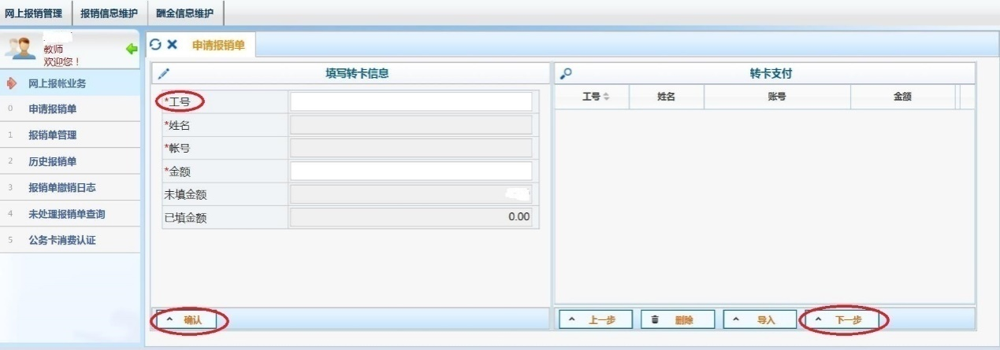 网上报销管理 报销信息维护 酬金信息维护
教师
欢迎您！
网上报帐业务
0 申请报销单
1 报销单管理
2 历史报销单
3 报销单撤销日志
4 未处理报销单查询
5 公务卡消费认证
申请报销单
填写转卡信息
*工号
*姓名
*帐号
*金额
未填金额
已填金额 0.00
确认
转卡支付
工号 姓名 账号 金额
上一步 删除 导入 下一步